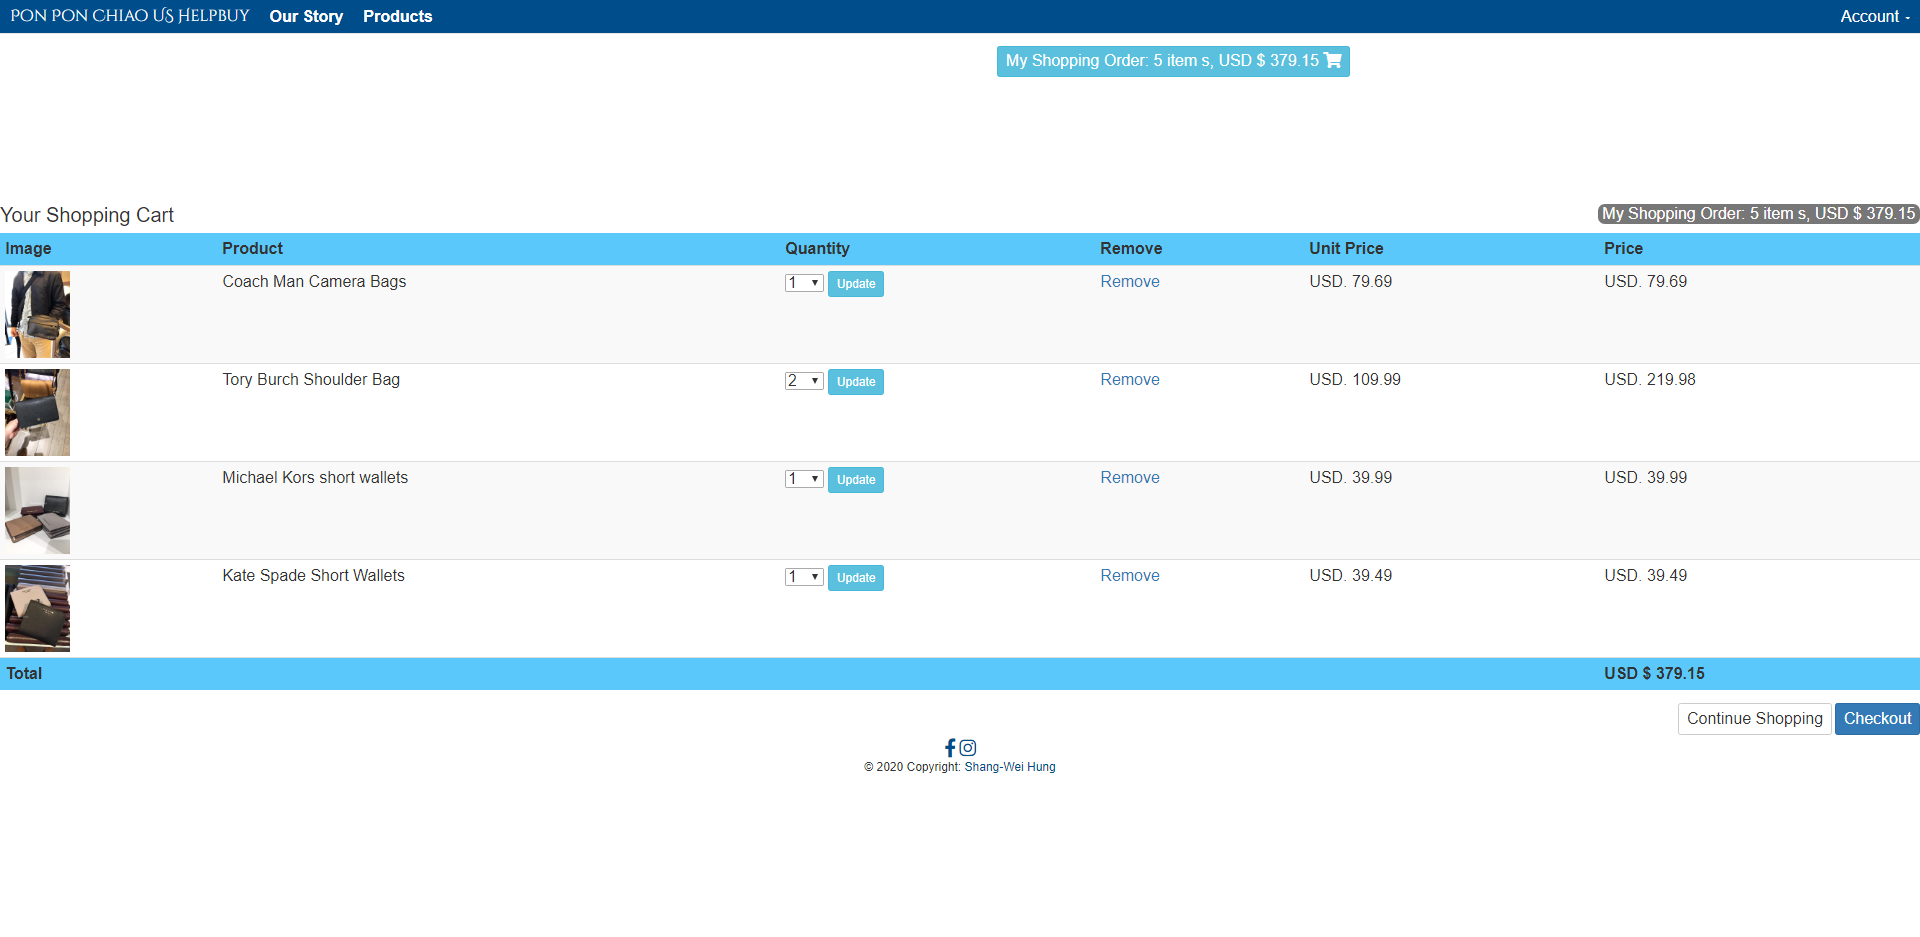 Pon Pon Chiao US Helpbuy Our Story Products Account
My Shopping Order: 5 item s, USD $ 379.15
Your Shopping Cart My Shopping Order: 5 item s, USD $ 379.15
Image Product Quantity Remove Unit Price Price
Coach Man Camera Bags 1 Update Remove USD. 79.69 USD. 79.69
Tory Burch Shoulder Bag 2 Update Remove USD. 109.99 USD. 219.98
Michael Kors short wallets 1 Update Remove USD. 39.99 USD. 39.99
Kate Spade Short Wallets 1 Update Remove USD. 39.49 USD. 39.49
Total USD $ 379.15
Continue Shopping Checkout
© 2020 Copyright: Shang-Wei Hung